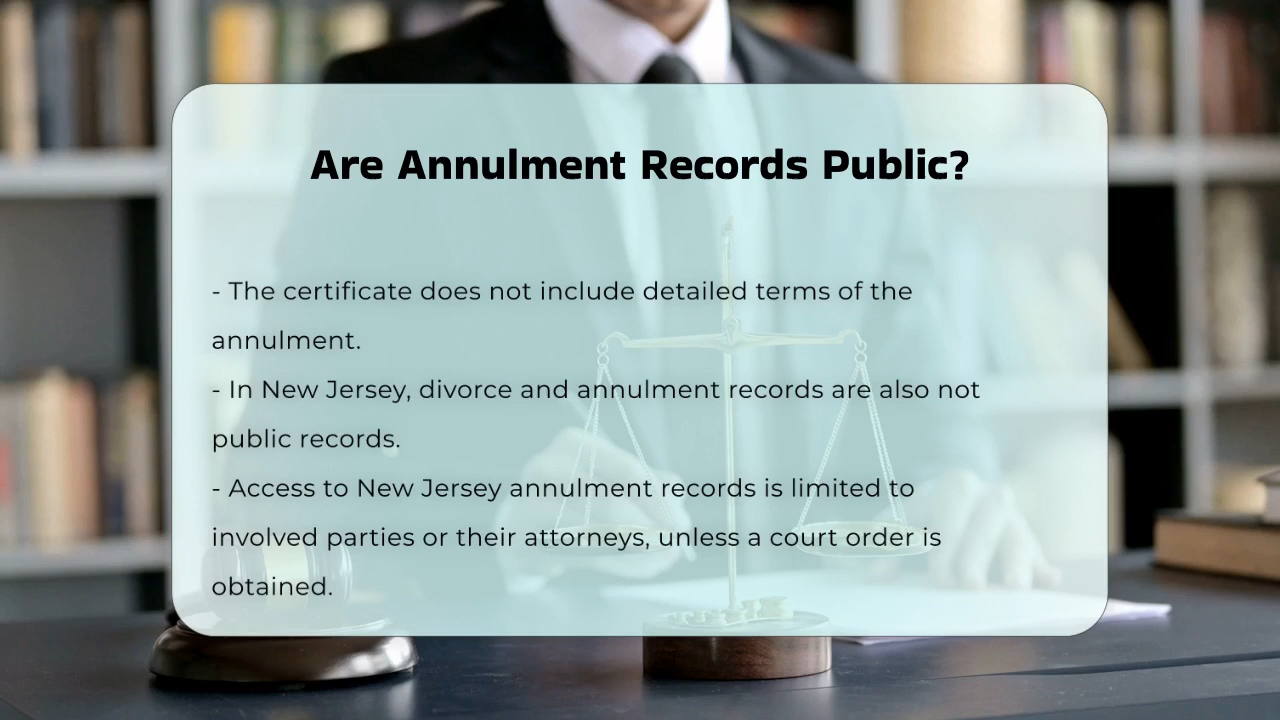 Are Annulment Records Public?
- The certificate does not include detailed terms of the
annulment.
- In New Jersey, divorce and annulment records are also not
public records.
- Access to New Jersey annulment records is limited to
involved parties or their attorneys, unless a court order is
obtained.